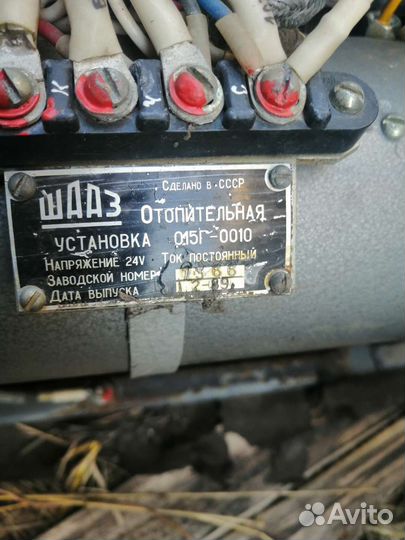 К
С
Сделано в СССР
ШААЗ
Отопительная
установка 015Г-0010
Напряжение 24V Ток постоянный
Заводской номер
Дата выпуска
Avito